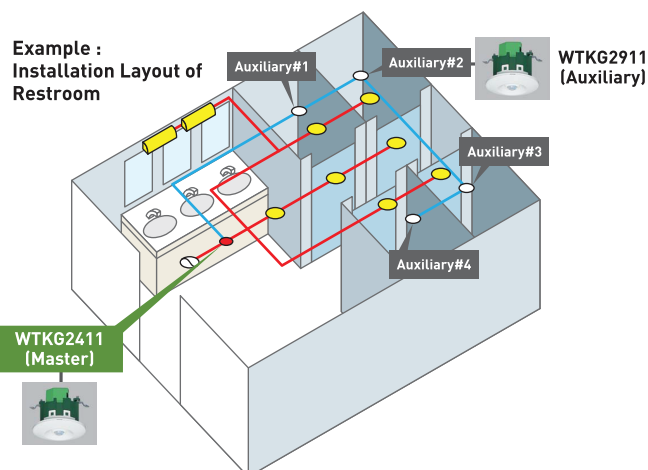 Example :
Installation Layout of
Restroom
Auxiliary#1
Auxiliary#2
WTKG2911
(Auxiliary)
Auxiliary#3
Auxiliary#4
WTKG2411
(Master)